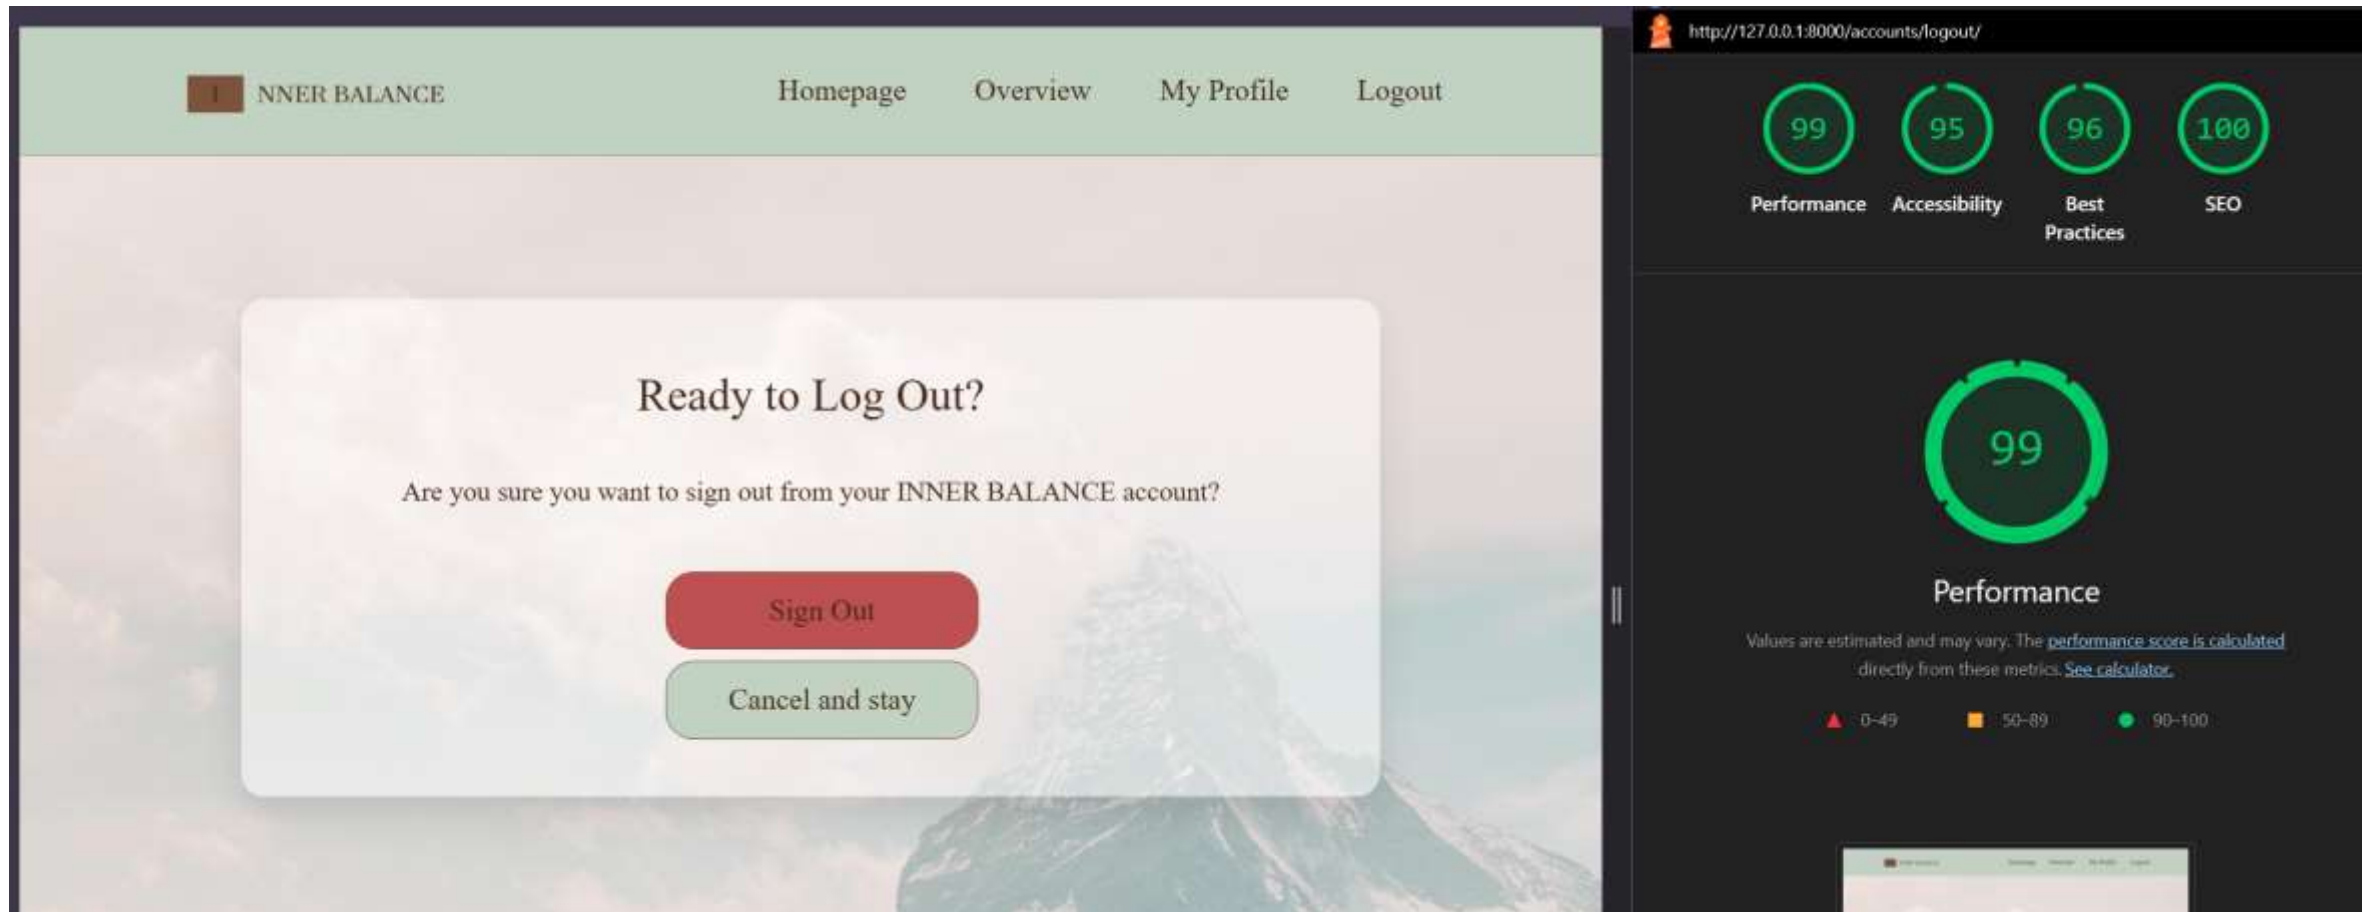 I NNER BALANCE
Homepage Overview My Profile Logout
Ready to Log Out?
Are you sure you want to sign out from your INNER BALANCE account?
Sign Out
Cancel and stay
http://127.0.0.1:8000/accounts/logout/
99 95 96 100
Performance Accessibility Best Practices SEO
99
Performance
Values are estimated and may vary. The performance score is calculated
directly from these metrics. See calculator.
0–49 50–89 90–100